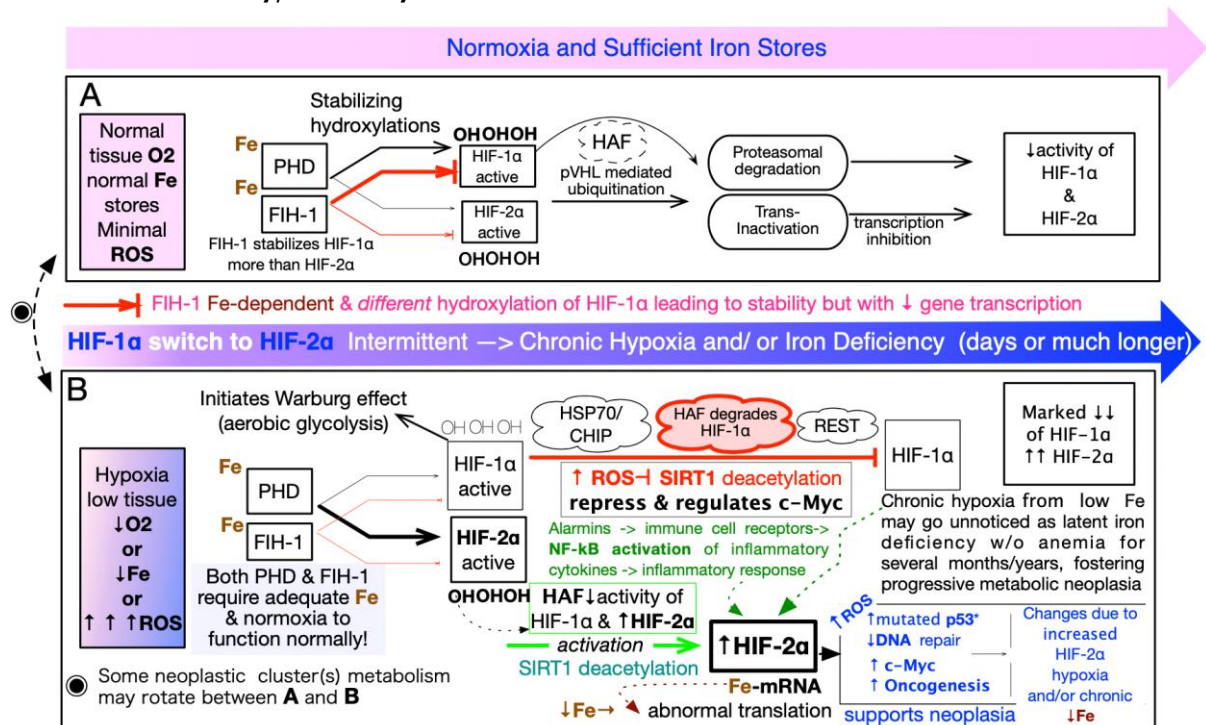 Normoxia and Sufficient Iron Stores
A
Normal
tissue O2
normal Fe
stores
Minimal
ROS
Fe
PHD
Fe
FIH-1
FIH-1 stabilizes HIF-1α
more than HIF-2α
Stabilizing
hydroxylations
OHOHOH
HIF-1α
active
HIF-2α
active
OHOHOH
HAF
pVHL mediated
ubiquitination
Proteasomal
degradation
Trans-
Inactivation
transcription
inhibition
↓activity of
HIF-1α
&
HIF-2α
FIH-1 Fe-dependent & different hydroxylation of HIF-1α leading to stability but with ↓ gene transcription
HIF-1α switch to HIF-2α Intermittent —> Chronic Hypoxia and/ or Iron Deficiency (days or much longer)
B
Hypoxia
low tissue
↓O2
or
↓Fe
or
↑ ↑ ↑ROS
Initiates Warburg effect
(aerobic glycolysis)
Fe
PHD
Fe
FIH-1
Both PHD & FIH-1
require adequate Fe
& normoxia to
function normally!
OH OH OH
HIF-1α
active
HIF-2α
active
OHOHOH
HSP70/
CHIP
HAF degrades
HIF-1α
REST
HIF-1α
↑ ROS⊣ SIRT1 deacetylation
repress & regulates c-Myc
Alarmins -> immune cell receptors->
NF-kB activation of inflammatory
cytokines -> inflammatory response
HAF↓activity of
HIF-1α & ↑HIF-2α
activation
SIRT1 deacetylation
↑HIF-2α
Fe-mRNA
↓Fe→
abnormal translation
Marked ↓↓
of HIF-1α
↑↑ HIF-2α
Chronic hypoxia from low Fe
may go unnoticed as latent iron
deficiency w/o anemia for
several months/years, fostering
progressive metabolic neoplasia
↑ROS
↑mutated p53*
↓DNA repair
↑ c-Myc
↑ Oncogenesis
supports neoplasia
Changes due to
increased
HIF-2α
hypoxia
and/or chronic
↓Fe
Some neoplastic cluster(s) metabolism
may rotate between A and B